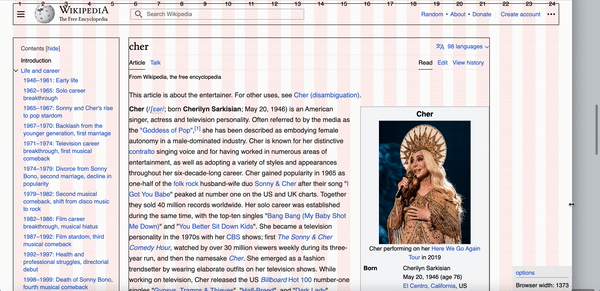 1 2 3 4 5 6 7 8 9 10 11 12 13 14 15 16 17 18 19 20 21 22 23 24
WIKIPEDIA
The Free Encyclopedia
Search Wikipedia
Random • About • Donate Create account •••
Contents [hide]
Introduction
Life and career
1946–1961: Early life
1962–1965: Solo career
breakthrough
1965–1967: Sonny and Cher's rise
to pop stardom
1967–1970: Backlash from the
younger generation, first marriage
1971–1974: Television career
breakthrough, first musical
comeback
1974–1979: Divorce from Sonny
Bono, second marriage, decline in
popularity
1979–1982: Second musical
comeback, shift from disco music
to rock
1982–1986: Film career
breakthrough, musical hiatus
1987–1992: Film stardom, third
musical comeback
1992–1997: Health and
professional struggles, directorial
debut
1998–1999: Death of Sonny Bono,
fourth musical comeback
cher
98 languages
Article Talk
Read Edit View history
From Wikipedia, the free encyclopedia
This article is about the entertainer. For other uses, see Cher (disambiguation).
Cher (/ʃɛər/; born Cherilyn Sarkisian; May 20, 1946) is an American
singer, actress and television personality. Often referred to by the media as
the "Goddess of Pop",[1] she has been described as embodying female
autonomy in a male-dominated industry. Cher is known for her distinctive
contralto singing voice and for having worked in numerous areas of
entertainment, as well as adopting a variety of styles and appearances
throughout her six-decade-long career. Cher gained popularity in 1965 as
one-half of the folk rock husband-wife duo Sonny & Cher after their song "I
Got You Babe" peaked at number one on the US and UK charts. Together
they sold 40 million records worldwide. Her solo career was established
during the same time, with the top-ten singles "Bang Bang (My Baby Shot
Me Down)" and "You Better Sit Down Kids". She became a television
personality in the 1970s with her CBS shows; first The Sonny & Cher
Comedy Hour, watched by over 30 million viewers weekly during its three-
year run, and then the namesake Cher. She emerged as a fashion
trendsetter by wearing elaborate outfits on her television shows. While
working on television, Cher released the US Billboard Hot 100 number-one
singles "Gypsys, Tramps & Thieves", "Half-Breed", and "Dark Lady".
Cher
Cher performing on her Here We Go Again
Tour in 2019
Born Cherilyn Sarkisian
May 20, 1946 (age 76)
El Centro, California, US
options
Browser width: 1373